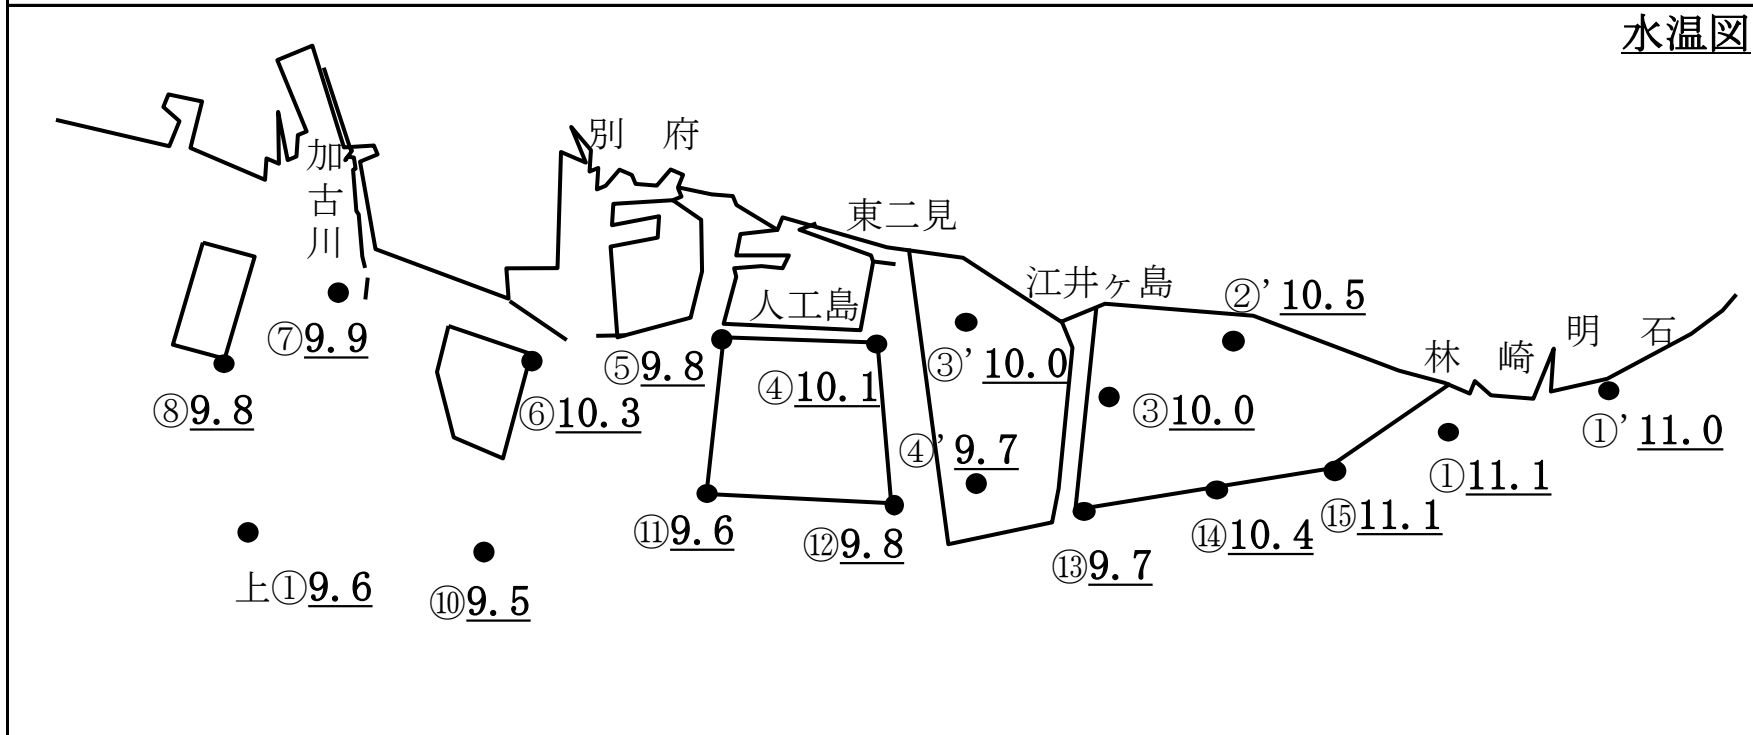 水温図
別 府
加古川
東二見
江井ヶ島
②' 10.5
人工島
明 石
林 崎
⑦9.9
⑤9.8
③' 10.0
④10.1
⑧9.8
⑥10.3
③10.0
①' 11.0
④' 9.7
①11.1
⑪9.6
⑫9.8
⑭10.4
⑮11.1
⑬9.7
上①9.6
⑩9.5